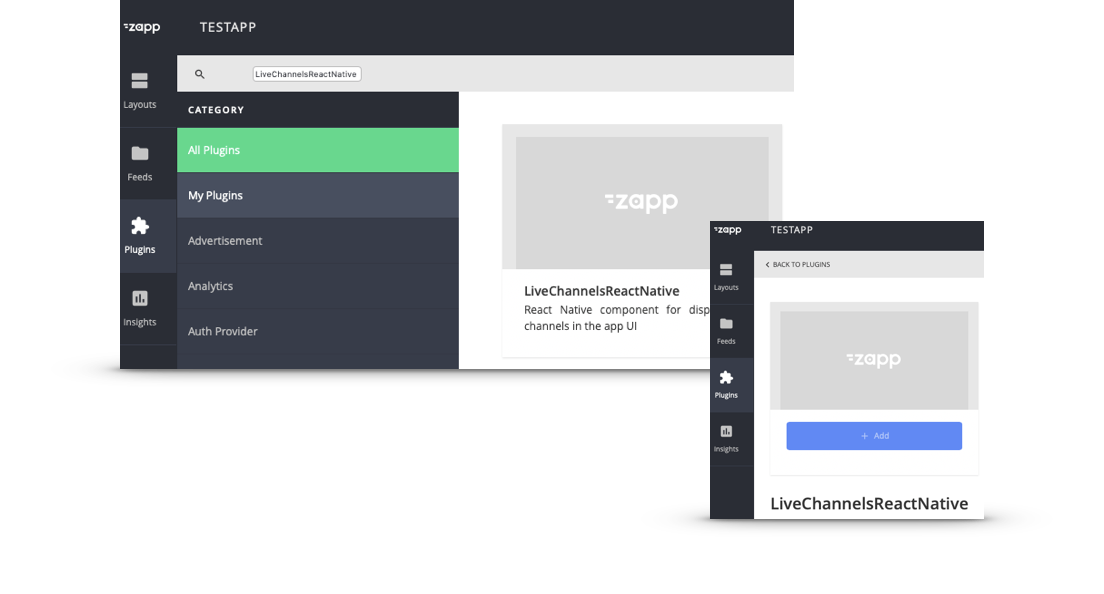 zapp
TESTAPP
LiveChannelsReactNative
Layouts
Feeds
Plugins
Insights
CATEGORY
All Plugins
My Plugins
Advertisement
Analytics
Auth Provider
zapp
LiveChannelsReactNative
React Native component for disp
channels in the app UI
zapp
TESTAPP
Layouts
Feeds
Plugins
Insights
BACK TO PLUGINS
zapp
+ Add
LiveChannelsReactNative